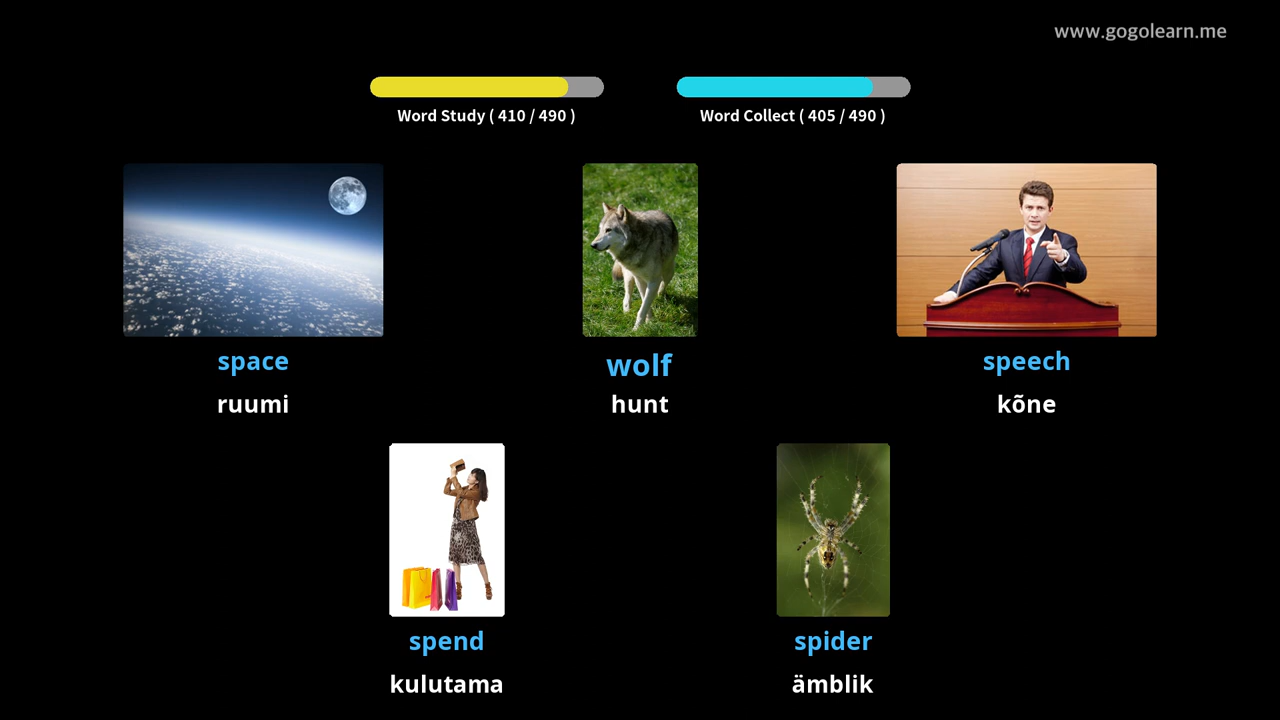 www.gogolearn.me
Word Study ( 410 / 490 )
Word Collect ( 405 / 490 )
space
wolf
speech
ruumi
hunt
kõne
spend
spider
kulutama
ämblik